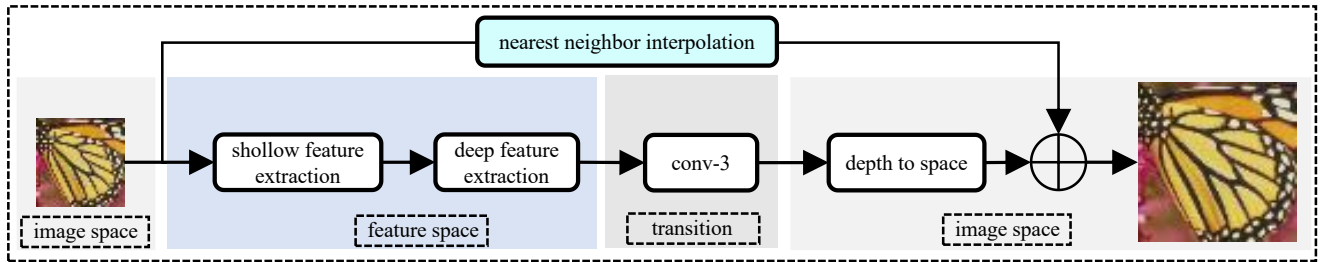 nearest neighbor interpolation
shollow feature
extraction
deep feature
extraction
conv-3
depth to space
image space
feature space
transition
image space